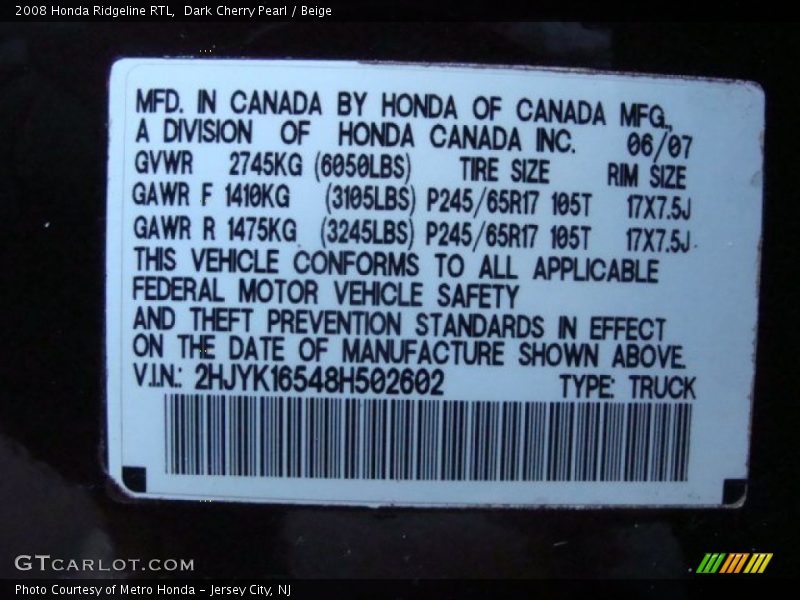 2008 Honda Ridgeline RTL,  Dark Cherry Pearl / Beige
MFD. IN CANADA BY HONDA OF CANADA MFG.,
A DIVISION OF HONDA CANADA INC. 06/07
GVWR 2745KG (6050LBS) TIRE SIZE RIM SIZE
GAWR F 1410KG (3105LBS) P245/65R17 105T 17X7.5J
GAWR R 1475KG (3245LBS) P245/65R17 105T 17X7.5J
THIS VEHICLE CONFORMS TO ALL APPLICABLE
FEDERAL MOTOR VEHICLE SAFETY
AND THEFT PREVENTION STANDARDS IN EFFECT
ON THE DATE OF MANUFACTURE SHOWN ABOVE.
V.I.N.: 2HJYK16548H502602 TYPE: TRUCK
GTCARLOT.COM
Photo Courtesy of Metro Honda - Jersey City, NJ